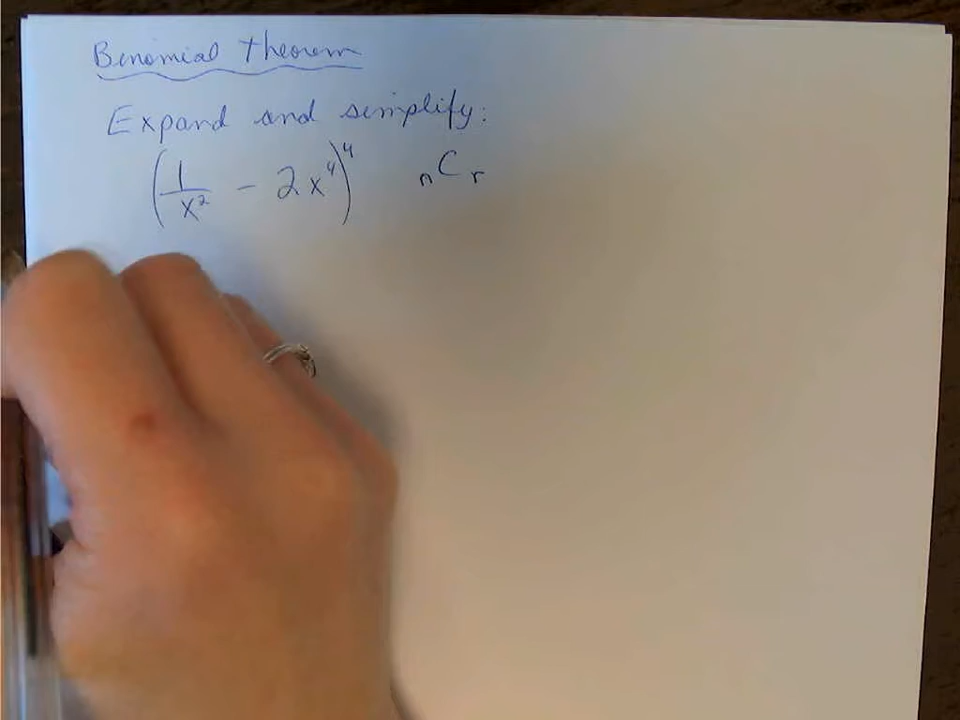 Binomial theorem
Expand and simplify:
(1/x² - 2x⁴)⁴ nCr